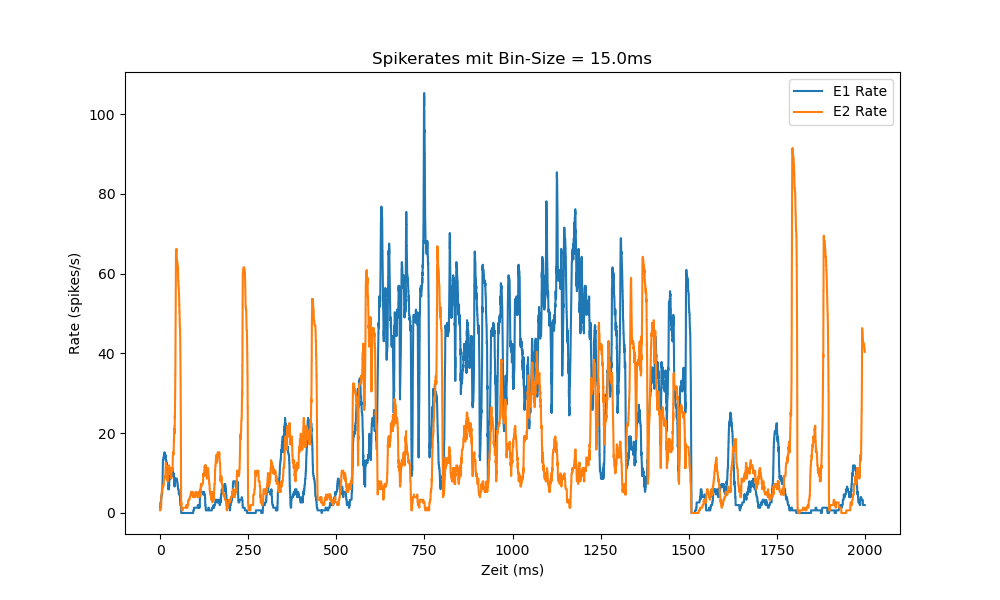 Spikerates mit Bin-Size = 15.0ms
E1 Rate
E2 Rate
Rate (spikes/s)
100
80
60
40
20
0
0 250 500 750 1000 1250 1500 1750 2000
Zeit (ms)